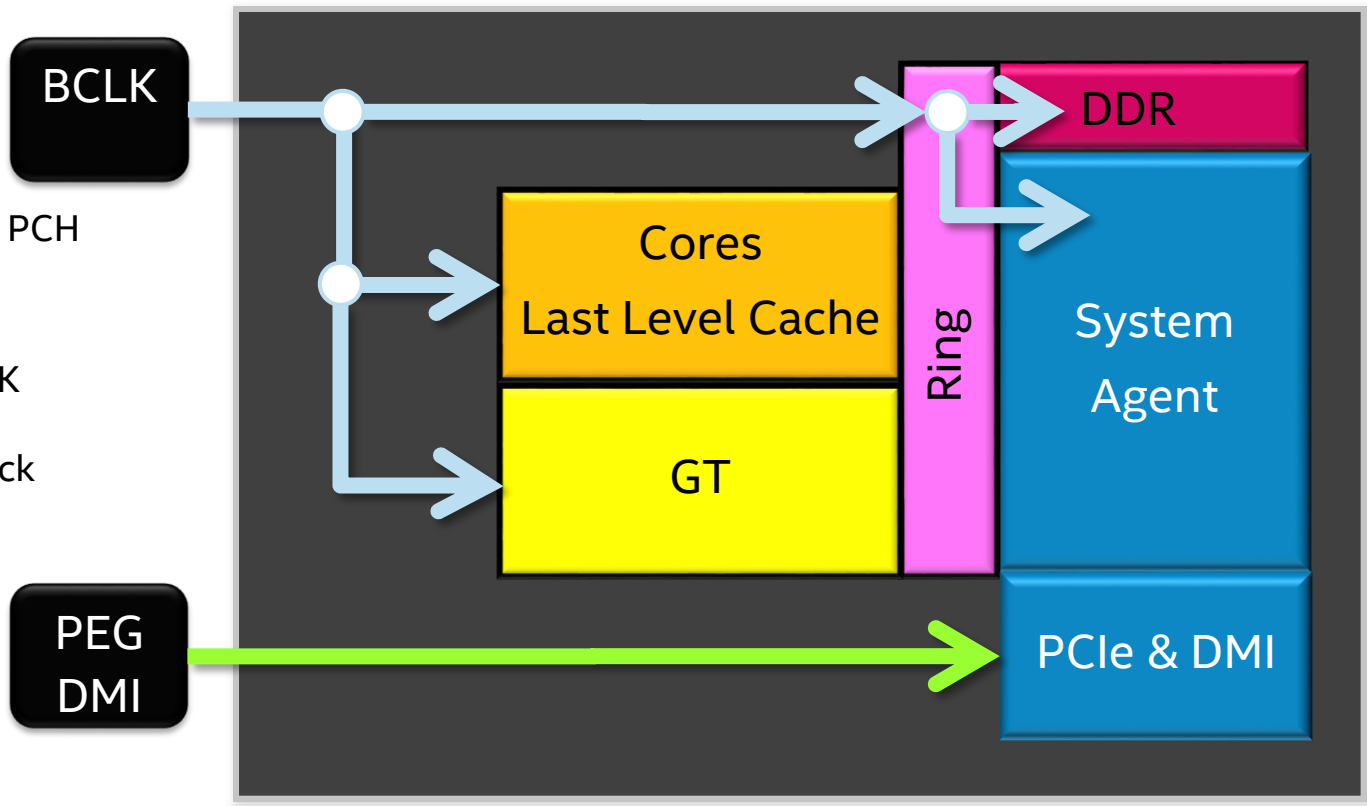 BCLK
DDR
PCH
Cores
Last Level Cache
Ring
System
Agent
K
ck
GT
PEG
DMI
PCIe & DMI